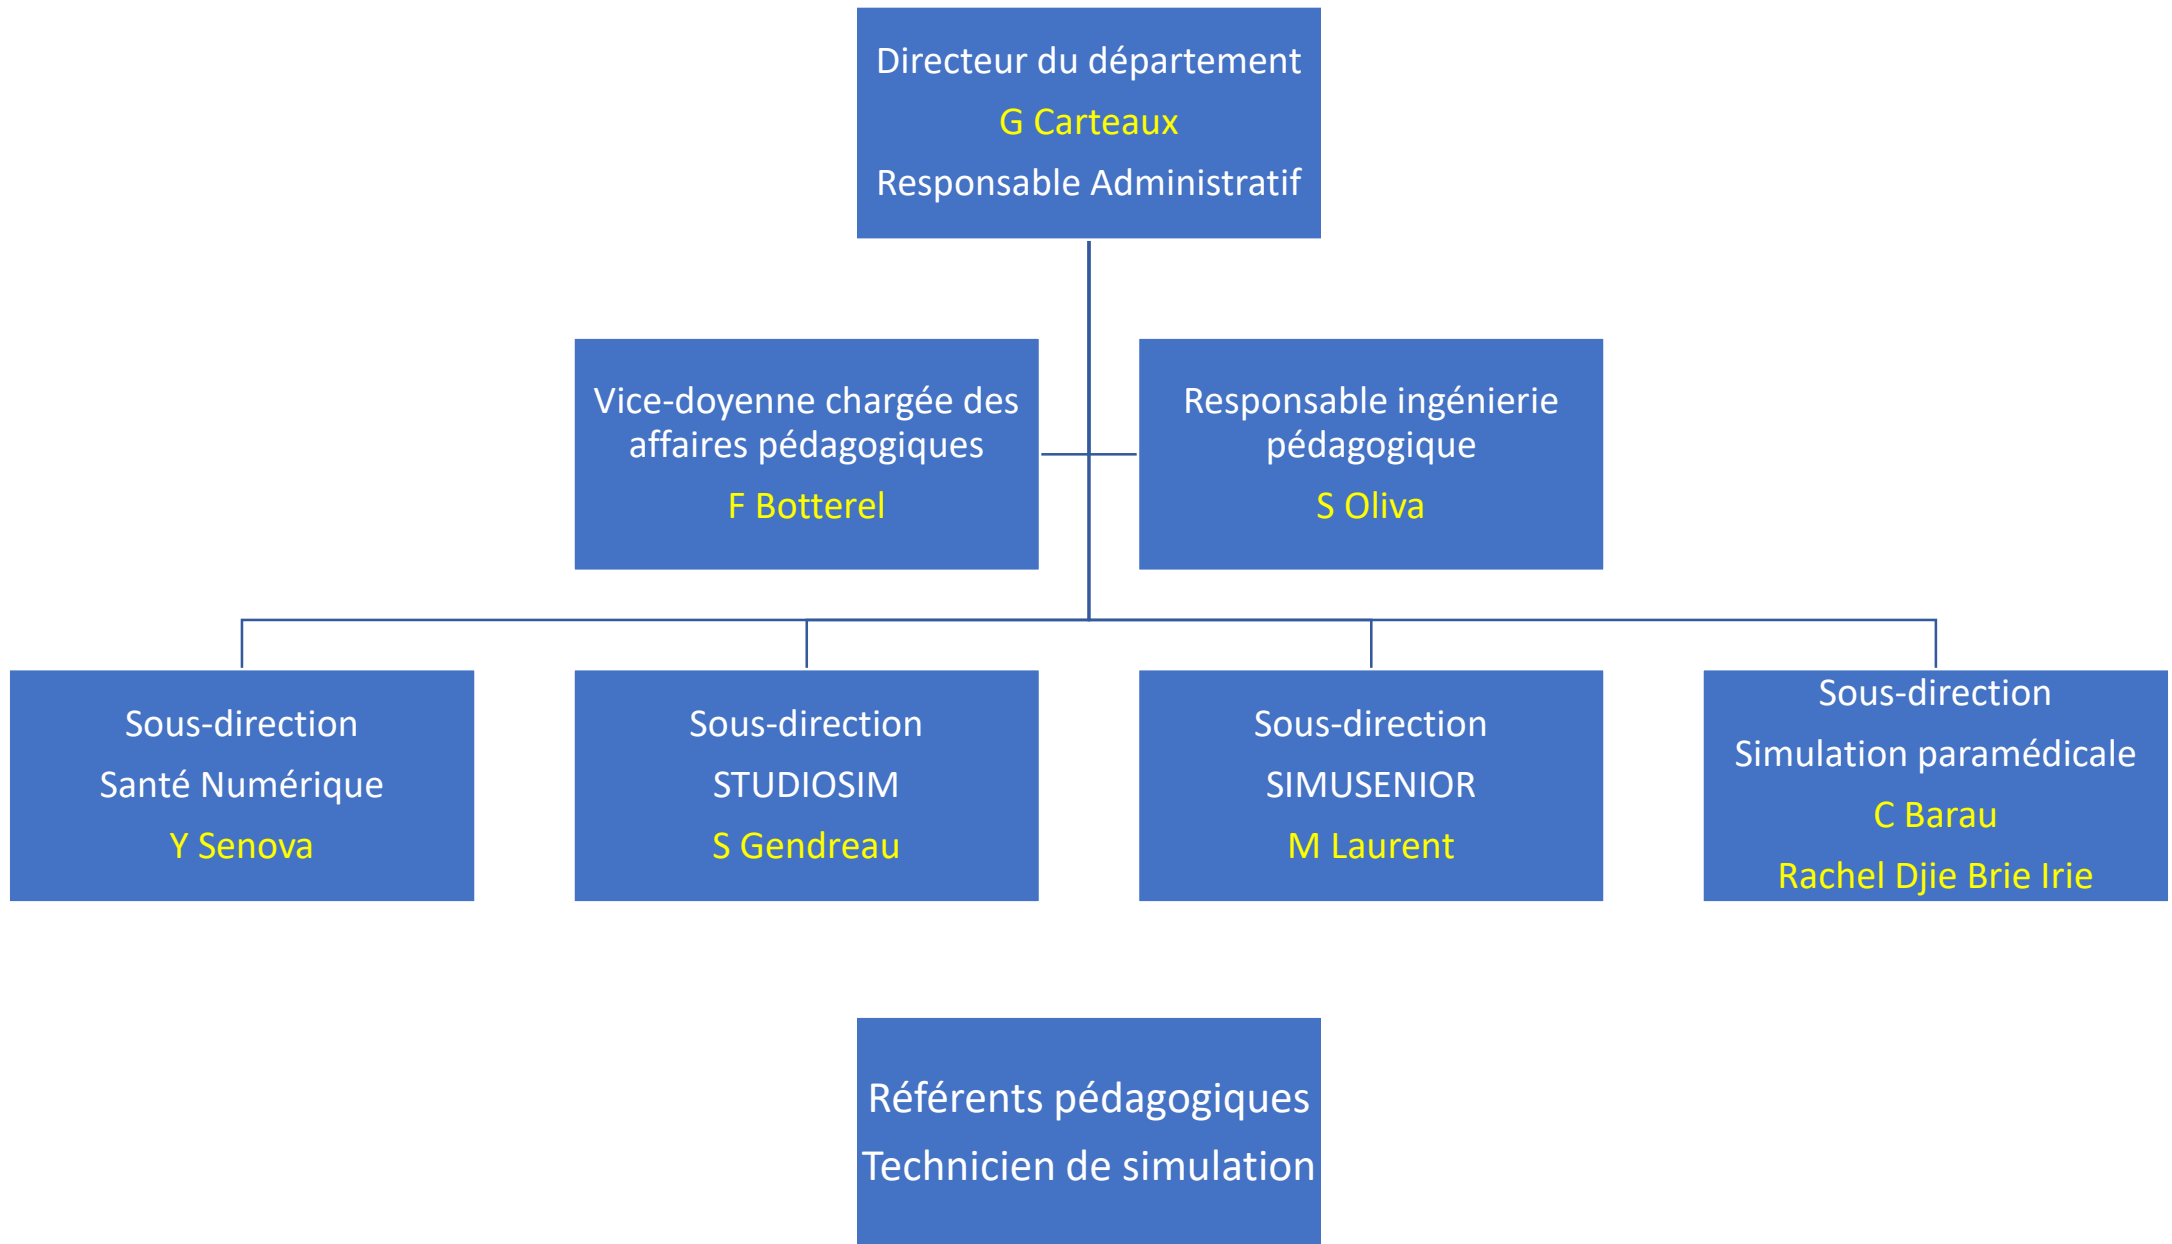 Directeur du département
G Carteaux
Responsable Administratif
Vice-doyenne chargée des
affaires pédagogiques
F Botterel
Responsable ingénierie
pédagogique
S Oliva
Sous-direction
Santé Numérique
Y Senova
Sous-direction
STUDIOSIM
S Gendreau
Sous-direction
SIMUSENIOR
M Laurent
Sous-direction
Simulation paramédicale
C Barau
Rachel Djie Brie Irie
Référents pédagogiques
Technicien de simulation